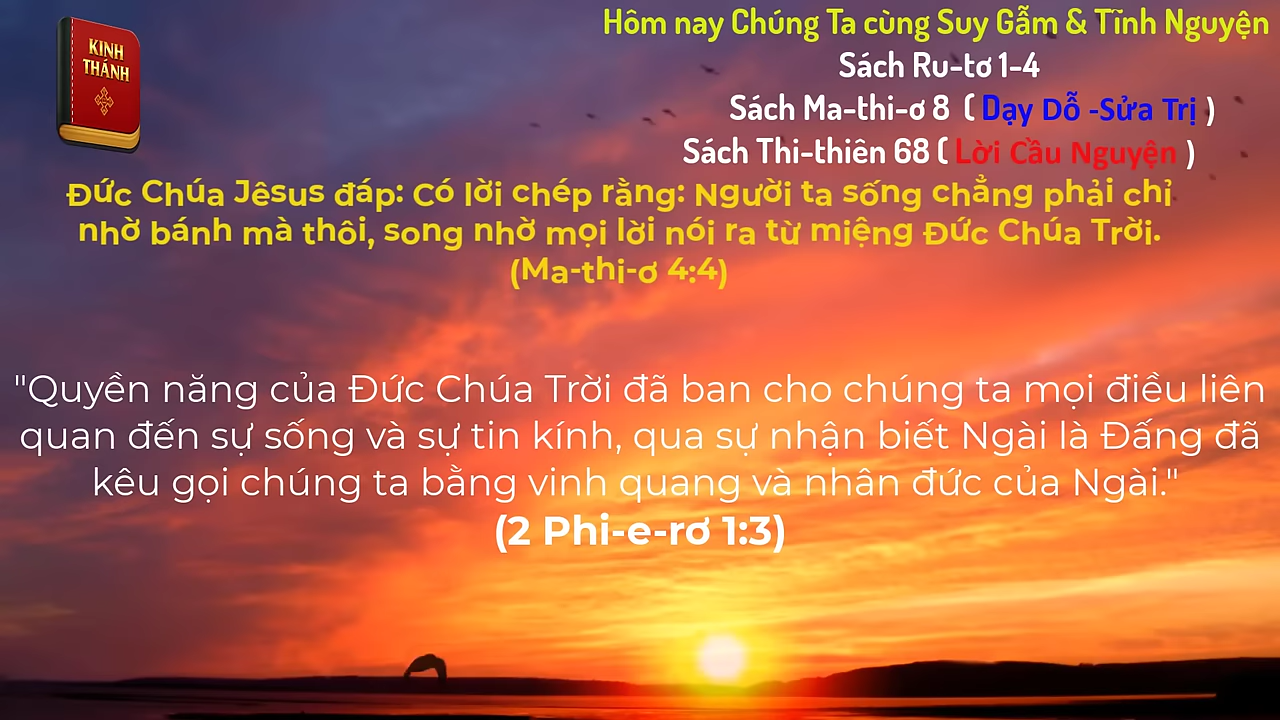 KINH
THÁNH
Hôm nay Chúng Ta cùng Suy Gẫm & Tĩnh Nguyện
Sách Ru-tơ 1-4
Sách Ma-thi-ơ 8 ( Dạy Dỗ -Sửa Trị )
Sách Thi-thiên 68 ( Lời Cầu Nguyện )
Đức Chúa Jêsus đáp: Có lời chép rằng: Người ta sống chẳng phải chỉ
nhờ bánh mà thôi, song nhờ mọi lời nói ra từ miệng Đức Chúa Trời.
(Ma-thi-ơ 4:4)
"Quyền năng của Đức Chúa Trời đã ban cho chúng ta mọi điều liên
quan đến sự sống và sự tin kính, qua sự nhận biết Ngài là Đấng đã
kêu gọi chúng ta bằng vinh quang và nhân đức của Ngài."
(2 Phi-e-rơ 1:3)